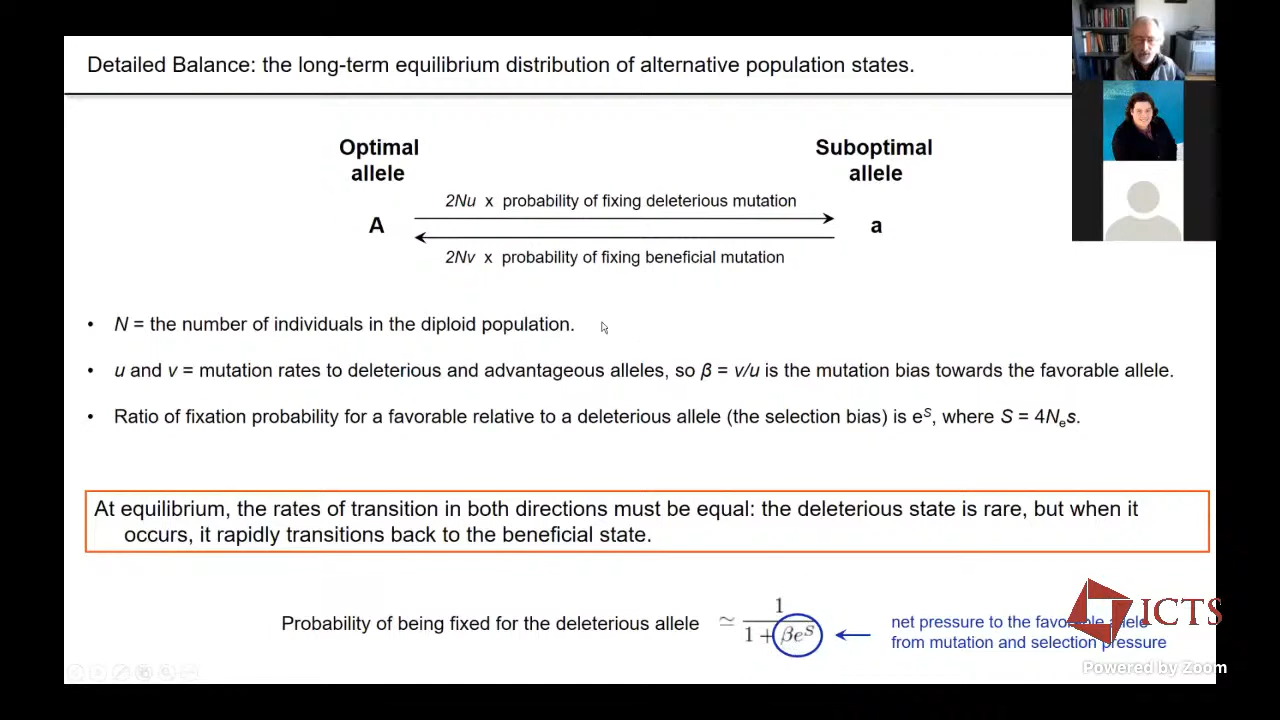 Detailed Balance: the long-term equilibrium distribution of alternative population states.
Optimal
allele
Suboptimal
allele
2Nu x probability of fixing deleterious mutation
A
a
2Nv x probability of fixing beneficial mutation
• N = the number of individuals in the diploid population.
• u and v = mutation rates to deleterious and advantageous alleles, so β = v/u is the mutation bias towards the favorable allele.
• Ratio of fixation probability for a favorable relative to a deleterious allele (the selection bias) is e^S, where S = 4Nₑs.
At equilibrium, the rates of transition in both directions must be equal: the deleterious state is rare, but when it
occurs, it rapidly transitions back to the beneficial state.
Probability of being fixed for the deleterious allele ≃ 1 / 1 + βe^S
net pressure to the favorable allele
from mutation and selection pressure
ICTS
Powered by Zoom